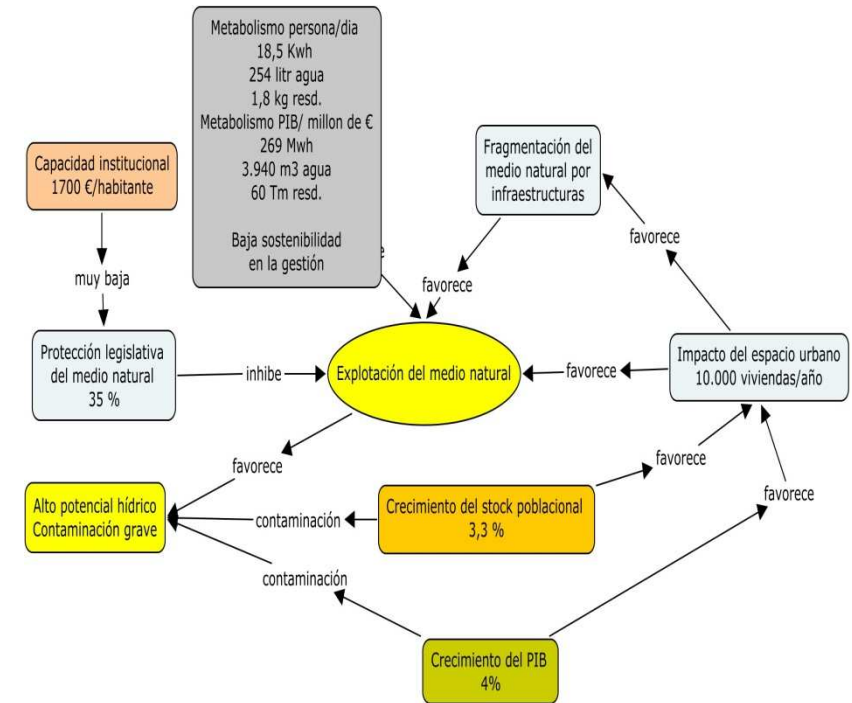 Metabolismo persona/dia
18,5 Kwh
254 litr agua
1,8 kg resd.
Metabolismo PIB/ millon de €
269 Mwh
3.940 m3 agua
60 Tm resd.
Baja sostenibilidad
en la gestión
Capacidad institucional
1700 €/habitante
Fragmentación del
medio natural por
infraestructuras
favorece
muy baja
favorece
Protección legislativa
del medio natural
35 %
inhibe
Explotación del medio natural
favorece
Impacto del espacio urbano
10.000 viviendas/año
favorece
favorece
favorece
Alto potencial hídrico
Contaminación grave
contaminación
Crecimiento del stock poblacional
3,3 %
contaminación
Crecimiento del PIB
4%